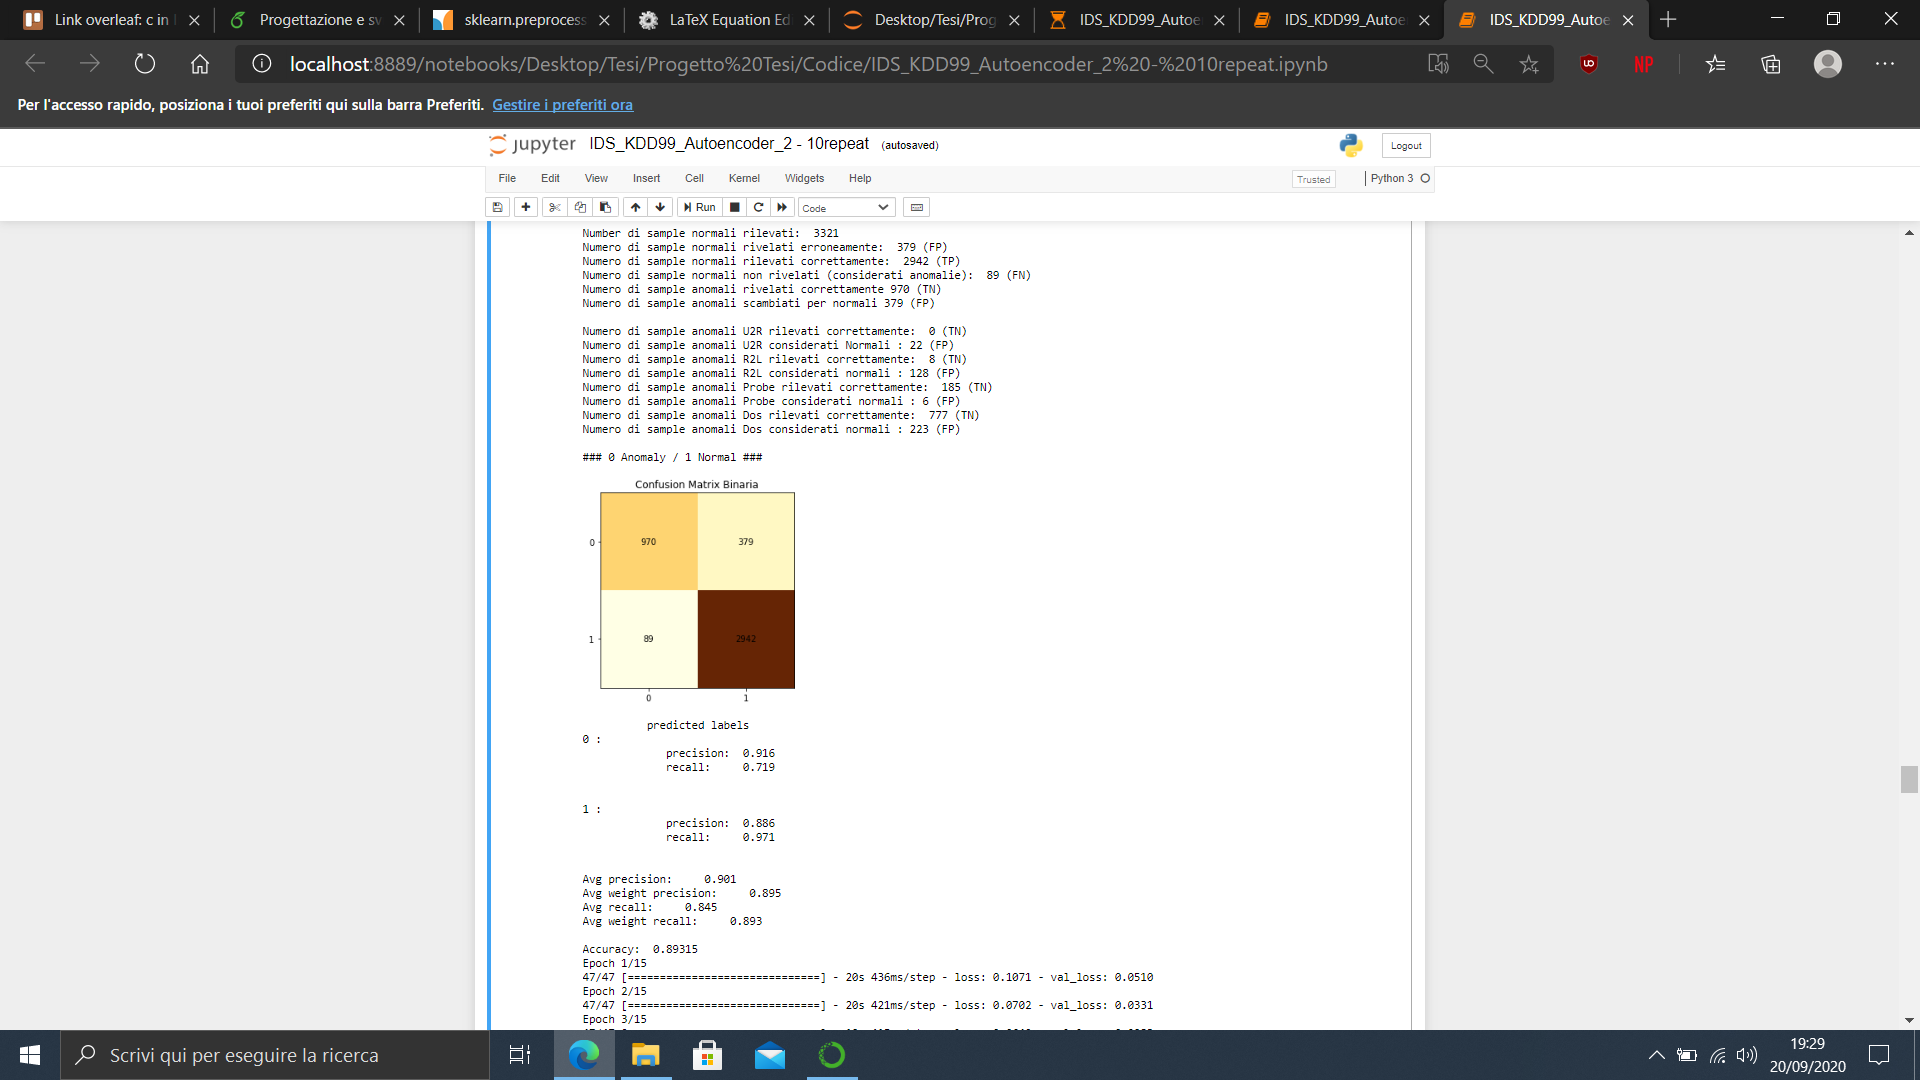 Link overleaf: c in
Progettazione e sv
sklearn.preprocess
LaTeX Equation Ed
Desktop/Tesi/Prog
IDS_KDD99_Autoe
IDS_KDD99_Autoe
IDS_KDD99_Autoe
localhost:8889/notebooks/Desktop/Tesi/Progetto%20Tesi/Codice/IDS_KDD99_Autoencoder_2%20-%2010repeat.ipynb
NP
Per l'accesso rapido, posiziona i tuoi preferiti qui sulla barra Preferiti. Gestire i preferiti ora
jupyter IDS_KDD99_Autoencoder_2 - 10repeat (autosaved)
Logout
File Edit View Insert Cell Kernel Widgets Help
Trusted
Python 3
Run
Code
Number di sample normali rilevati:  3321
Numero di sample normali rivelati erroneamente:  379 (FP)
Numero di sample normali rilevati correttamente:  2942 (TP)
Numero di sample normali non rivelati (considerati anomalie):  89 (FN)
Numero di sample anomali rivelati correttamente 970 (TN)
Numero di sample anomali scambiati per normali 379 (FP)
Numero di sample anomali U2R rilevati correttamente:  0 (TN)
Numero di sample anomali U2R considerati Normali : 22 (FP)
Numero di sample anomali R2L rilevati correttamente:  8 (TN)
Numero di sample anomali R2L considerati normali : 128 (FP)
Numero di sample anomali Probe rilevati correttamente:  185 (TN)
Numero di sample anomali Probe considerati normali : 6 (FP)
Numero di sample anomali Dos rilevati correttamente:  777 (TN)
Numero di sample anomali Dos considerati normali : 223 (FP)
### 0 Anomaly / 1 Normal ###
Confusion Matrix Binaria
0 970 379
1 89 2942
0 1
predicted labels
0 :
precision: 0.916
recall: 0.719
1 :
precision: 0.886
recall: 0.971
Avg precision: 0.901
Avg weight precision: 0.895
Avg recall: 0.845
Avg weight recall: 0.893
Accuracy: 0.89315
Epoch 1/15
47/47 [==============================] - 20s 436ms/step - loss: 0.1071 - val_loss: 0.0510
Epoch 2/15
47/47 [==============================] - 20s 421ms/step - loss: 0.0702 - val_loss: 0.0331
Epoch 3/15
Scrivi qui per eseguire la ricerca
19:29
20/09/2020